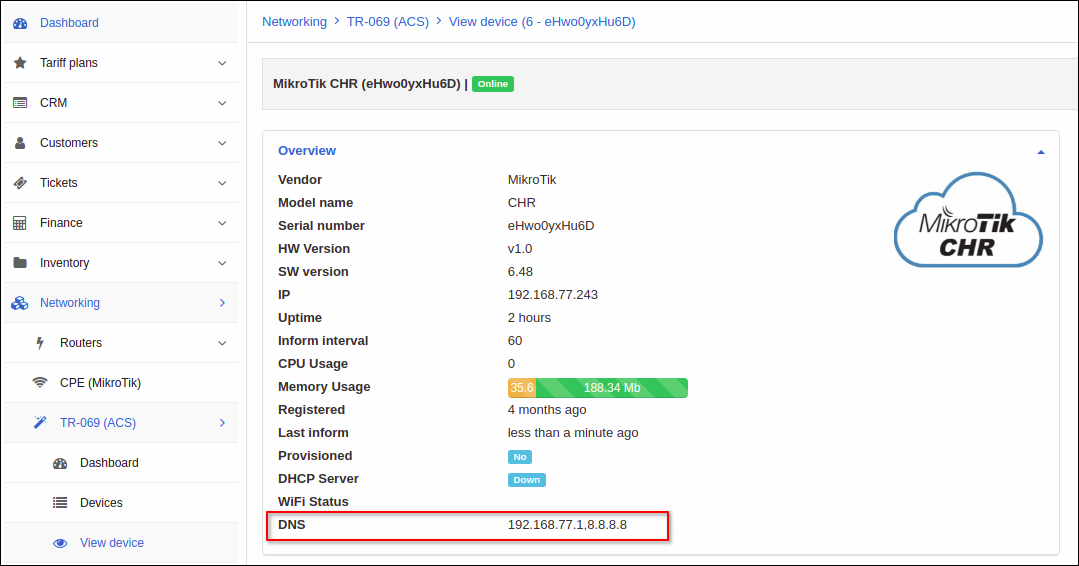 Dashboard
Tariff plans
CRM
Customers
Tickets
Finance
Inventory
Networking
Routers
CPE (MikroTik)
TR-069 (ACS)
Dashboard
Devices
View device
Networking > TR-069 (ACS) > View device (6 - eHwo0yxHu6D)
MikroTik CHR (eHwo0yxHu6D) | Online
Overview
Vendor MikroTik
Model name CHR
Serial number eHwo0yxHu6D
HW Version v1.0
SW version 6.48
IP 192.168.77.243
Uptime 2 hours
Inform interval 60
CPU Usage 0
Memory Usage 35.6 188.34 Mb
Registered 4 months ago
Last inform less than a minute ago
Provisioned No
DHCP Server Down
WiFi Status
DNS 192.168.77.1,8.8.8.8
MikroTik
CHR